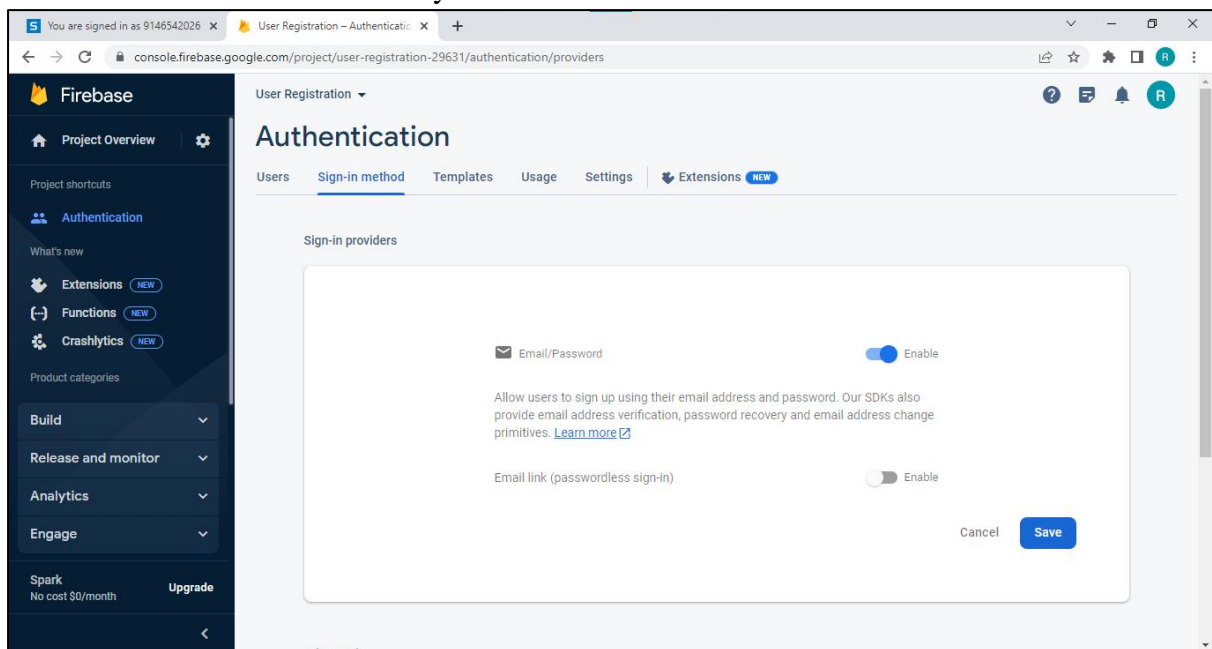 You are signed in as 9146542026
User Registration – Authenticatio
console.firebase.google.com/project/user-registration-29631/authentication/providers
R
Firebase
User Registration
R
Project Overview
Authentication
Users Sign-in method Templates Usage Settings Extensions NEW
Project shortcuts
Authentication
What's new
Extensions NEW
Functions NEW
Crashlytics NEW
Product categories
Build
Release and monitor
Analytics
Engage
Spark
No cost $0/month
Upgrade
Sign-in providers
Email/Password Enable
Allow users to sign up using their email address and password. Our SDKs also
provide email address verification, password recovery and email address change
primitives. Learn more
Email link (passwordless sign-in) Enable
Cancel Save